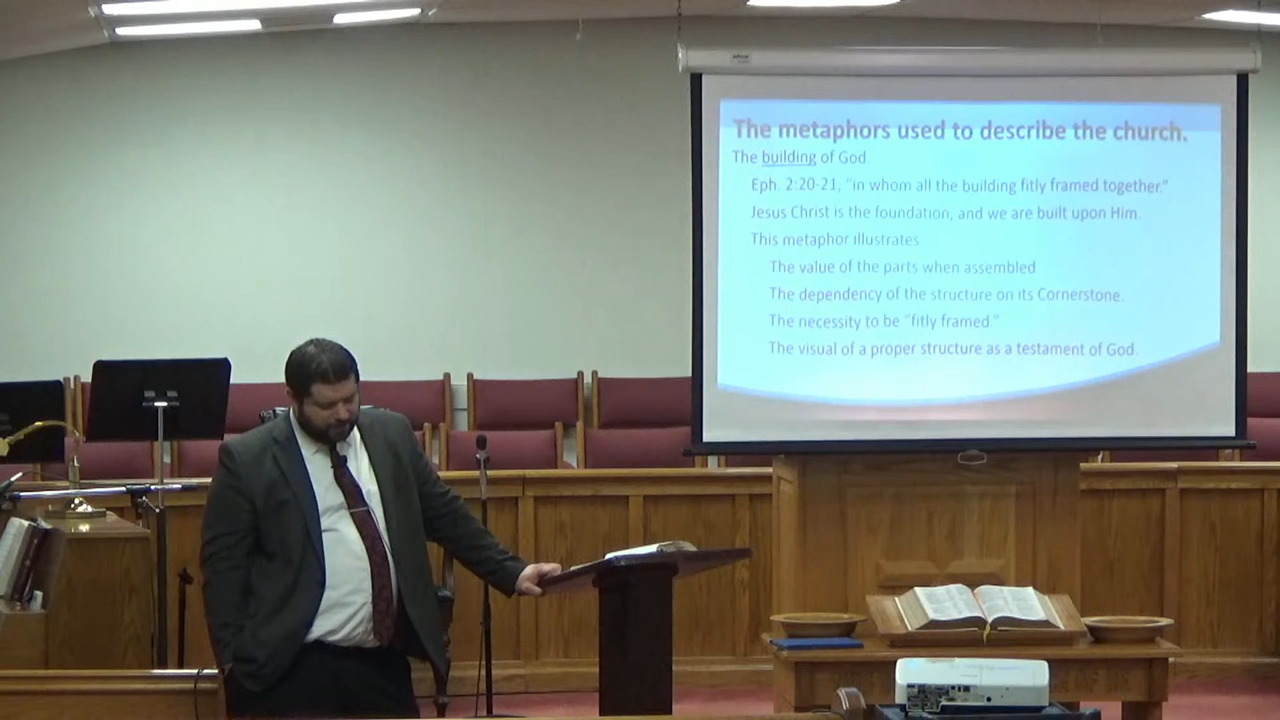 The metaphors used to describe the church.
The building of God.
Eph. 2:20-21, "in whom all the building fitly framed together."
Jesus Christ is the foundation, and we are built upon Him.
This metaphor illustrates
The value of the parts when assembled
The dependency of the structure on its Cornerstone.
The necessity to be "fitly framed."
The visual of a proper structure as a testament of God.